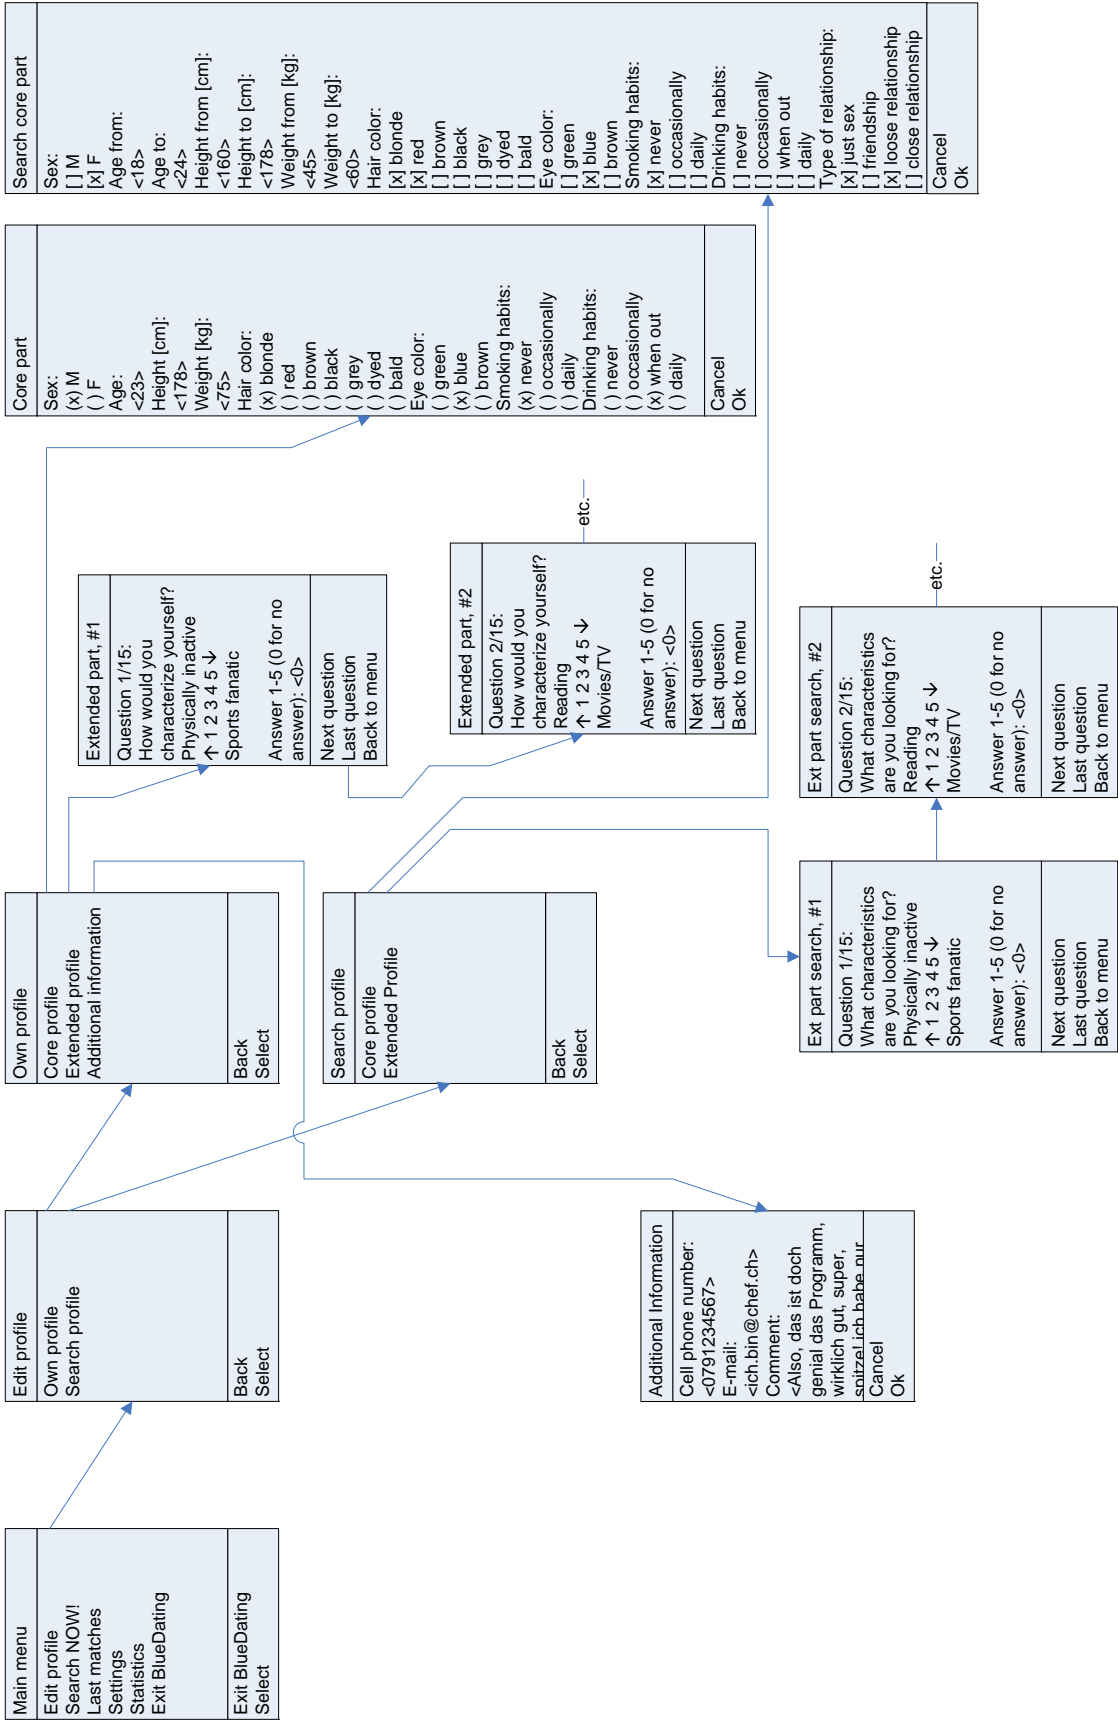 Main menu
Edit profile
Search NOW!
Last matches
Settings
Statistics
Exit BlueDating
Exit BlueDating
Select
Edit profile
Own profile
Search profile
Back
Select
Own profile
Core profile
Extended profile
Additional information
Back
Select
Search profile
Core profile
Extended Profile
Back
Select
Additional Information
Cell phone number:
<0791234567>
E-mail:
<ich.bin@chef.ch>
Comment:
<Also, das ist doch
genial das Programm,
wirklich gut, super,
spitze! ich habe nur
Cancel
Ok
Extended part, #1
Question 1/15:
How would you
characterize yourself?
Physically inactive
↑ 1 2 3 4 5 ↓
Sports fanatic
Answer 1-5 (0 for no
answer): <0>
Next question
Last question
Back to menu
Extended part, #2
Question 2/15:
How would you
characterize yourself?
Reading
↑ 1 2 3 4 5 ↓
Movies/TV
Answer 1-5 (0 for no
answer): <0>
Next question
Last question
Back to menu
etc.
Ext part search, #1
Question 1/15:
What characteristics
are you looking for?
Physically inactive
↑ 1 2 3 4 5 ↓
Sports fanatic
Answer 1-5 (0 for no
answer): <0>
Next question
Last question
Back to menu
Ext part search, #2
Question 2/15:
What characteristics
are you looking for?
Reading
↑ 1 2 3 4 5 ↓
Movies/TV
Answer 1-5 (0 for no
answer): <0>
Next question
Last question
Back to menu
etc.
Core part
Sex:
(x) M
( ) F
Age:
<23>
Height [cm]:
<178>
Weight [kg]:
<75>
Hair color:
(x) blonde
( ) red
( ) brown
( ) black
( ) grey
( ) dyed
( ) bald
Eye color:
( ) green
(x) blue
( ) brown
Smoking habits:
(x) never
( ) occasionally
( ) daily
Drinking habits:
( ) never
( ) occasionally
(x) when out
( ) daily
Cancel
Ok
Search core part
Sex:
[ ] M
[x] F
Age from:
<18>
Age to:
<24>
Height from [cm]:
<160>
Height to [cm]:
<178>
Weight from [kg]:
<45>
Weight to [kg]:
<60>
Hair color:
[x] blonde
[x] red
[ ] brown
[ ] black
[ ] grey
[ ] dyed
[ ] bald
Eye color:
[ ] green
[x] blue
[ ] brown
Smoking habits:
[x] never
[ ] occasionally
[ ] daily
Drinking habits:
[ ] never
[ ] occasionally
[ ] when out
[ ] daily
Type of relationship:
[x] just sex
[ ] friendship
[x] loose relationship
[ ] close relationship
Cancel
Ok